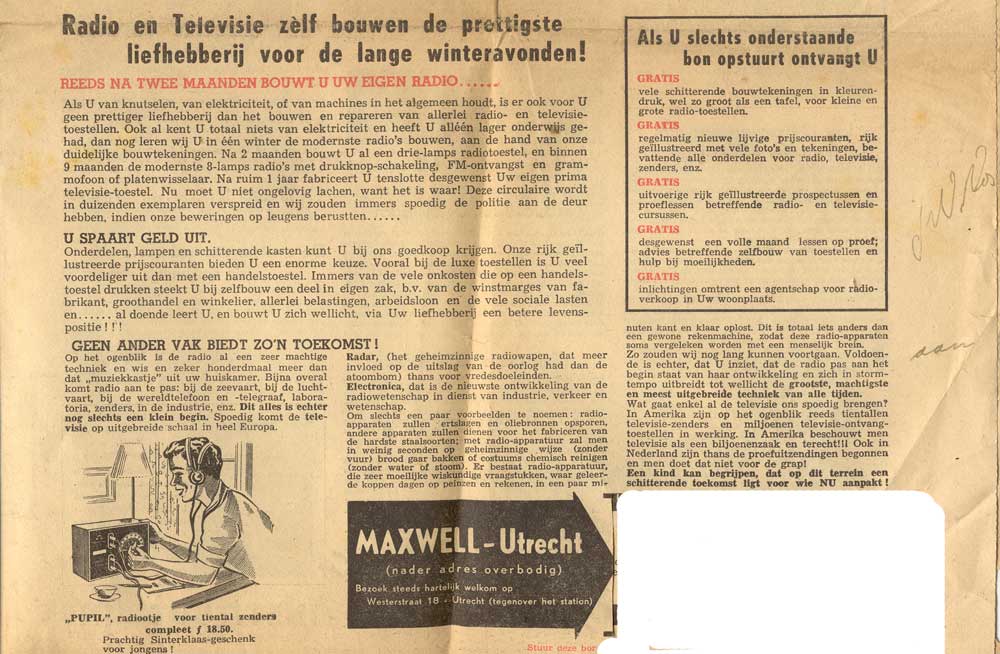 Radio en Televisie zèlf bouwen de prettigste
liefhebberij voor de lange winteravonden!
REEDS NA TWEE MAANDEN BOUWT U UW EIGEN RADIO......
Als U van knutselen, van elektriciteit, of van machines in het algemeen houdt, is er ook voor U
geen prettiger liefhebberij dan het bouwen en repareren van allerlei radio- en televisie-
toestellen. Ook al kent U totaal niets van elektriciteit en heeft U alléén lager onderwijs ge-
had, dan nog leren wij U in één winter de modernste radio's bouwen, aan de hand van onze
duidelijke bouwtekeningen. Na 2 maanden bouwt U al een drie-lamps radiotoestel, en binnen
9 maanden de modernste 8-lamps radio's met drukknop-schakeling, FM-ontvangst en gram-
mofoon of platenwisselaar. Na ruim 1 jaar fabriceert U tenslotte desgewenst Uw eigen prima
televisie-toestel. Nu moet U niet ongelovig lachen, want het is waar! Deze circulaire wordt
in duizenden exemplaren verspreid en wij zouden immers spoedig de politie aan de deur
hebben, indien onze beweringen op leugens berustten......
U SPAART GELD UIT.
Onderdelen, lampen en schitterende kasten kunt U bij ons goedkoop krijgen. Onze rijk geïl-
lustreerde prijscouranten bieden U een enorme keuze. Vooral bij de luxe toestellen is U veel
voordeliger uit dan met een handelstoestel. Immers van de vele onkosten die op een handels-
toestel drukken steekt U bij zelfbouw een deel in eigen zak, b.v. van de winstmarges van fa-
brikant, groothandel en winkelier, allerlei belastingen, arbeidsloon en de vele sociale lasten
en...... al doende leert U, en bouwt U zich wellicht, via Uw liefhebberij een betere levens-
positie ! ! !
GEEN ANDER VAK BIEDT ZO'N TOEKOMST !
Op het ogenblik is de radio al een zeer machtige
techniek en wis en zeker honderdmaal meer dan
dat „muziekkastje" uit uw huiskamer. Bijna overal
komt radio aan te pas: bij de zeevaart, bij de lucht-
vaart, bij de wereldtelefoon en -telegraaf, labora-
toria, zenders, in de industrie, enz. Dit alles is echter
nog slechts een klein begin. Spoedig komt de tele-
visie op uitgebreide schaal in heel Europa.
„PUPIL", radiootje voor tiental zenders
compleet ƒ 18.50.
Prachtig Sinterklaas-geschenk
voor jongens !
Radar, (het geheimzinnige radiowapen, dat meer
invloed op de uitslag van de oorlog had dan de
atoombom) thans voor vredesdoeleinden.
Electronica, dat is de nieuwste ontwikkeling van de
radiowetenschap in dienst van industrie, verkeer en
wetenschap.
Om slechts een paar voorbeelden te noemen: radio-
apparaten zullen ertslagen en oliebronnen opsporen,
andere apparaten zullen dienen voor het fabriceren van
de hardste staalsoorten; met radio-apparatuur zal men
in weinig seconden op geheimzinnige wijze (zonder
vuur) brood gaar bakken of costuums chemisch reinigen
(zonder water of stoom). Er bestaat radio-apparatuur,
die zeer moeilijke wiskundige vraagstukken, waar geleer-
de koppen dagen op peinzen en rekenen, in een paar mi-
MAXWELL - Utrecht
(nader adres overbodig)
Bezoek steeds hartelijk welkom op
Westerstraat 18 - Utrecht (tegenover het station)
Stuur deze bon
Als U slechts onderstaande
bon opstuurt ontvangt U
GRATIS
vele schitterende bouwtekeningen in kleuren-
druk, wel zo groot als een tafel, voor kleine en
grote radio-toestellen.
GRATIS
regelmatig nieuwe lijvige prijscouranten, rijk
geïllustreerd met vele foto's en tekeningen, be-
vattende alle onderdelen voor radio, televisie,
zenders, enz.
GRATIS
uitvoerige rijk geïllustreerde prospectussen en
proeflessen betreffende radio- en televisie-
cursussen.
GRATIS
desgewenst een volle maand lessen op proef;
advies betreffende zelfbouw van toestellen en
hulp bij moeilijkheden.
GRATIS
inlichtingen omtrent een agentschap voor radio-
verkoop in Uw woonplaats.
nuten kant en klaar oplost. Dit is totaal iets anders dan
een gewone rekenmachine, zodat deze radio-apparaten
soms vergeleken worden met een menselijk brein.
Zo zouden wij nog lang kunnen voortgaan. Voldoen-
de is echter, dat U inziet, dat de radio pas aan het
begin staat van haar ontwikkeling en zich in storm-
tempo uitbreidt tot wellicht de grootste, machtigste
en meest uitgebreide techniek van alle tijden.
Wat gaat enkel al de televisie ons spoedig brengen?
In Amerika zijn op het ogenblik reeds tientallen
televisie-zenders en miljoenen televisie-ontvang-
toestellen in werking. In Amerika beschouwt men
televisie als een biljoenenzaak en terecht!! Ook in
Nederland zijn thans de proefuitzendingen begonnen
en men doet dat niet voor de grap!
Een kind kan begrijpen, dat op dit terrein een
schitterende toekomst ligt voor wie NU aanpakt !
aan